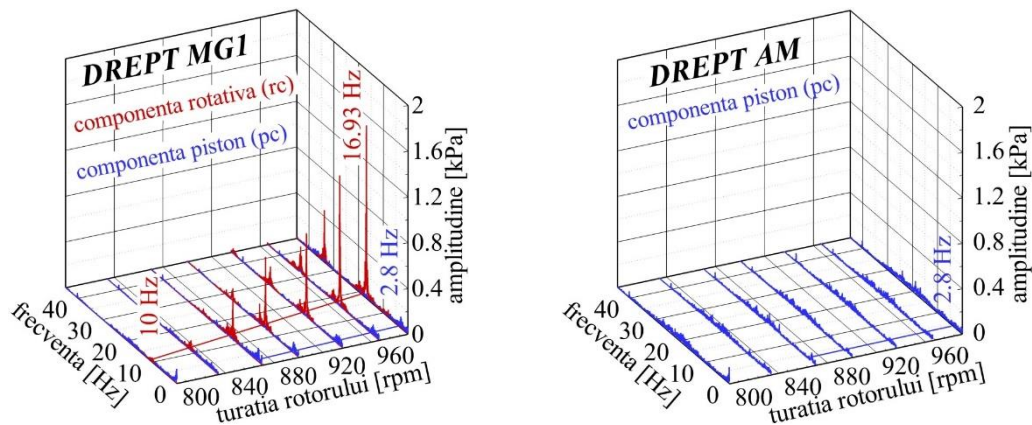 DREPT MG1
componenta rotativa (rc)
componenta piston (pc)
16.93 Hz
10 Hz
2.8 Hz
2
1.6
1.2
0.8
0.4
0
amplitudine [kPa]
40
30
20
10
0
frecventa [Hz]
800
840
880
920
960
turatia rotorului [rpm]
DREPT AM
componenta piston (pc)
2.8 Hz
2
1.6
1.2
0.8
0.4
0
amplitudine [kPa]
40
30
20
10
0
frecventa [Hz]
800
840
880
920
960
turatia rotorului [rpm]